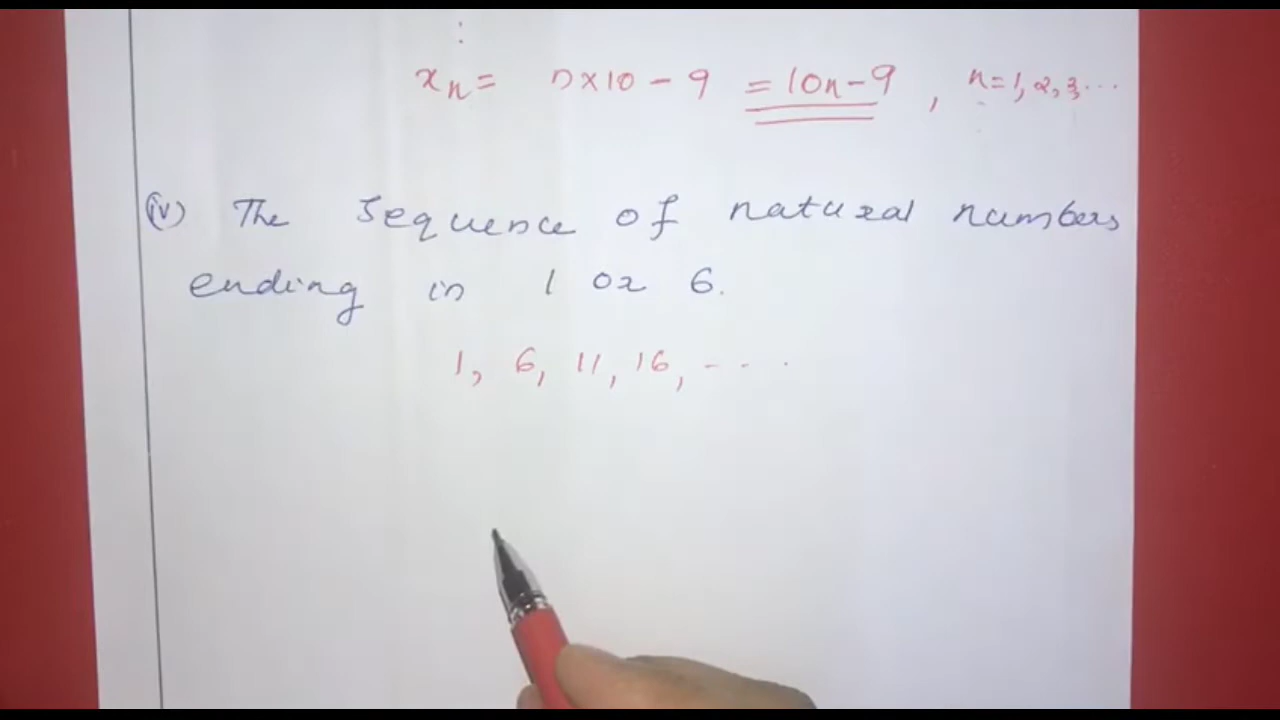 ⋮
xₙ = n×10 − 9 = 10n − 9 , n=1, 2, 3, ...
(iv) The sequence of natural numbers
ending in 1 or 6.
1, 6, 11, 16, - - .